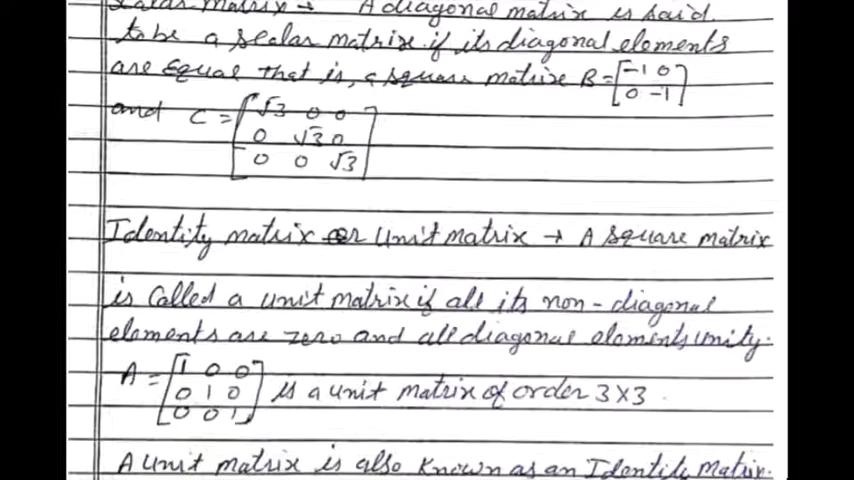 Scalar Matrix → A diagonal matrix is said
to be a scalar matrix if its diagonal elements
are equal that is, a square matrix B = [-1 0
0 -1]
and C = [√3 0 0
0 √3 0
0 0 √3]
Identity matrix or Unit matrix → A square matrix
is called a unit matrix if all its non-diagonal
elements are zero and all diagonal elements unity.
A = [1 0 0
0 1 0
0 0 1] is a unit matrix of order 3×3.
A unit matrix is also known as an Identity Matrix.